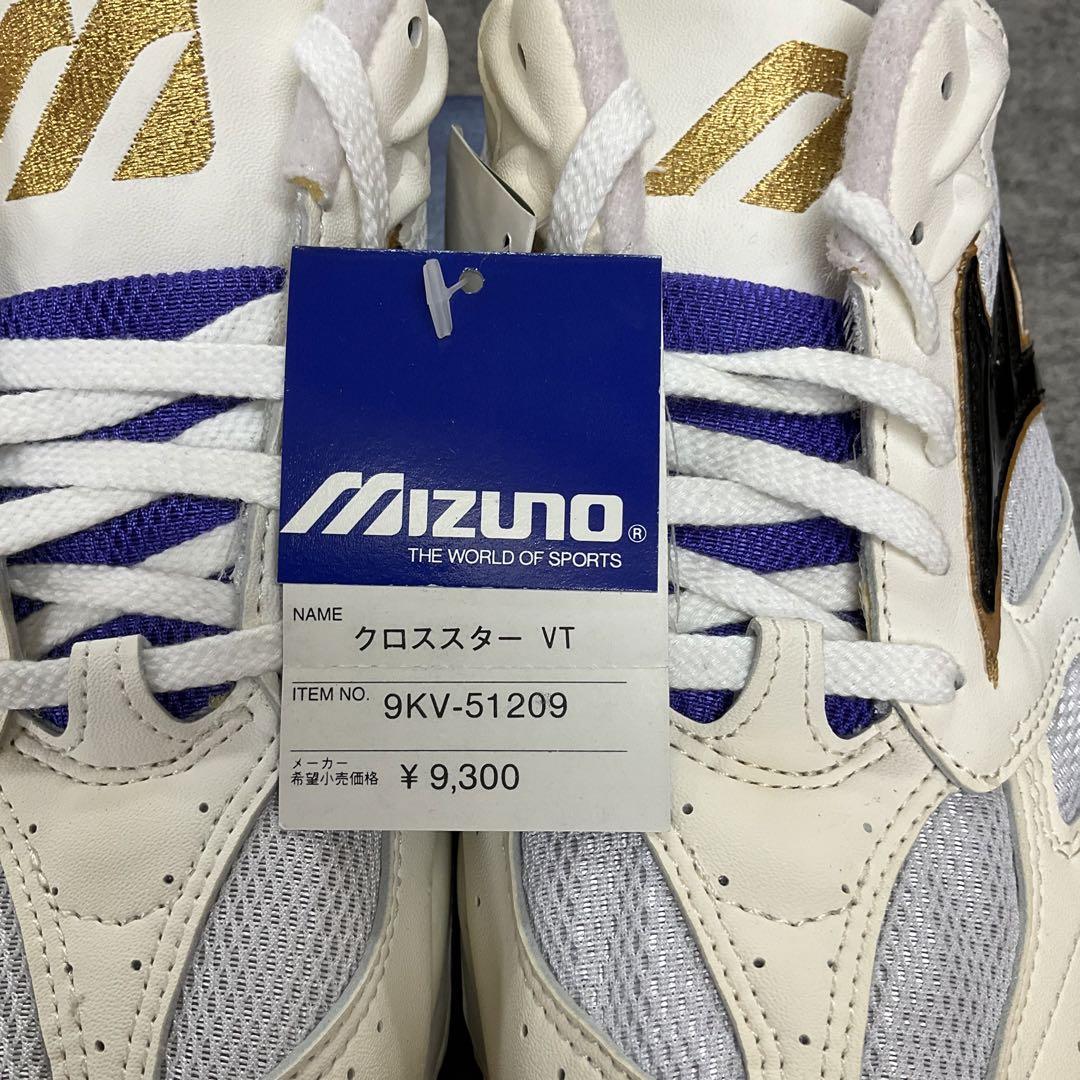 MIZUNO®
THE WORLD OF SPORTS
NAME クロススター VT
ITEM NO. 9KV-51209
メーカー
希望小売価格 ¥ 9,300